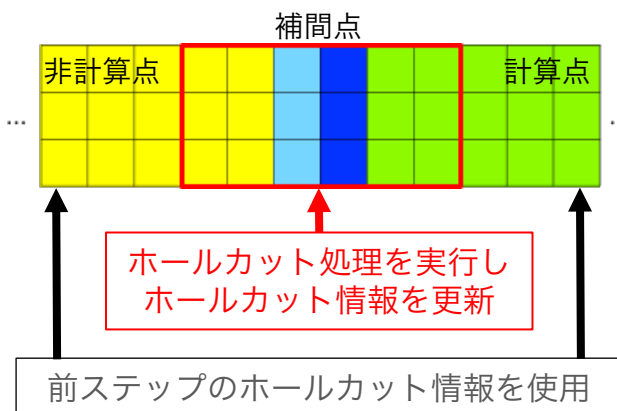 補間点
非計算点
計算点
...
.
ホールカット処理を実行し
ホールカット情報を更新
前ステップのホールカット情報を使用